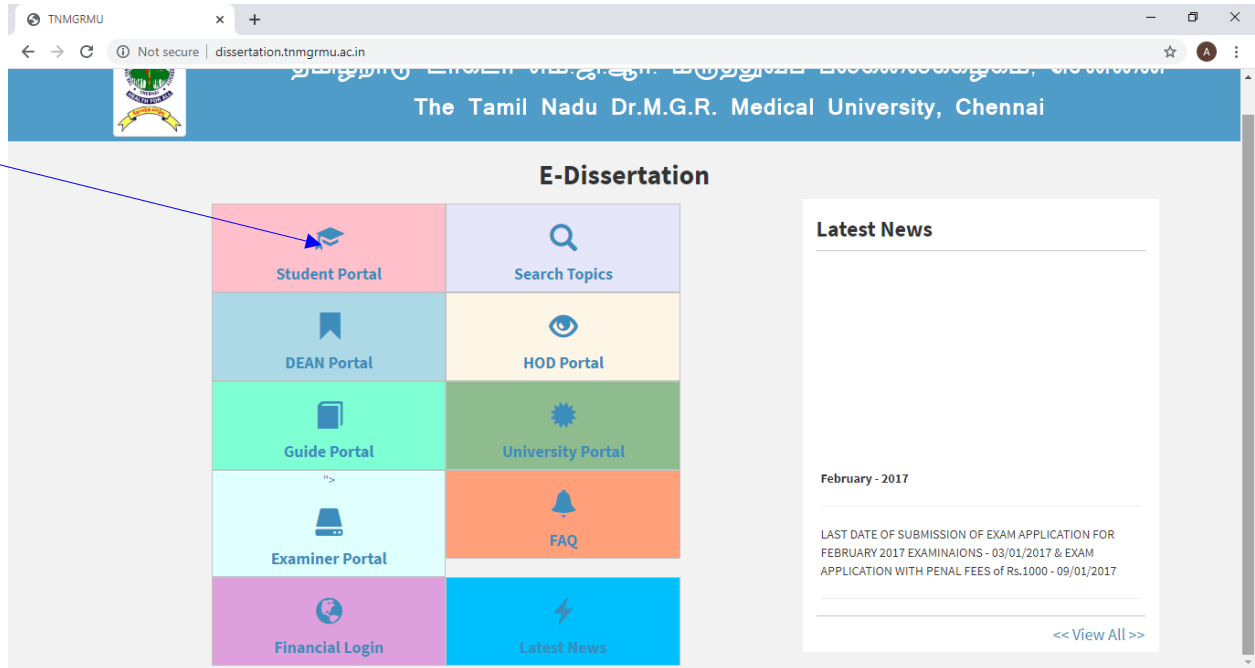 TNMGRMU
Not secure | dissertation.tnmgrmu.ac.in
A
The Tamil Nadu Dr.M.G.R. Medical University, Chennai
E-Dissertation
Student Portal
Search Topics
DEAN Portal
HOD Portal
Guide Portal
University Portal
">
Examiner Portal
FAQ
Financial Login
Latest News
Latest News
February - 2017
LAST DATE OF SUBMISSION OF EXAM APPLICATION FOR
FEBRUARY 2017 EXAMINAIONS - 03/01/2017 & EXAM
APPLICATION WITH PENAL FEES of Rs.1000 - 09/01/2017
<< View All >>